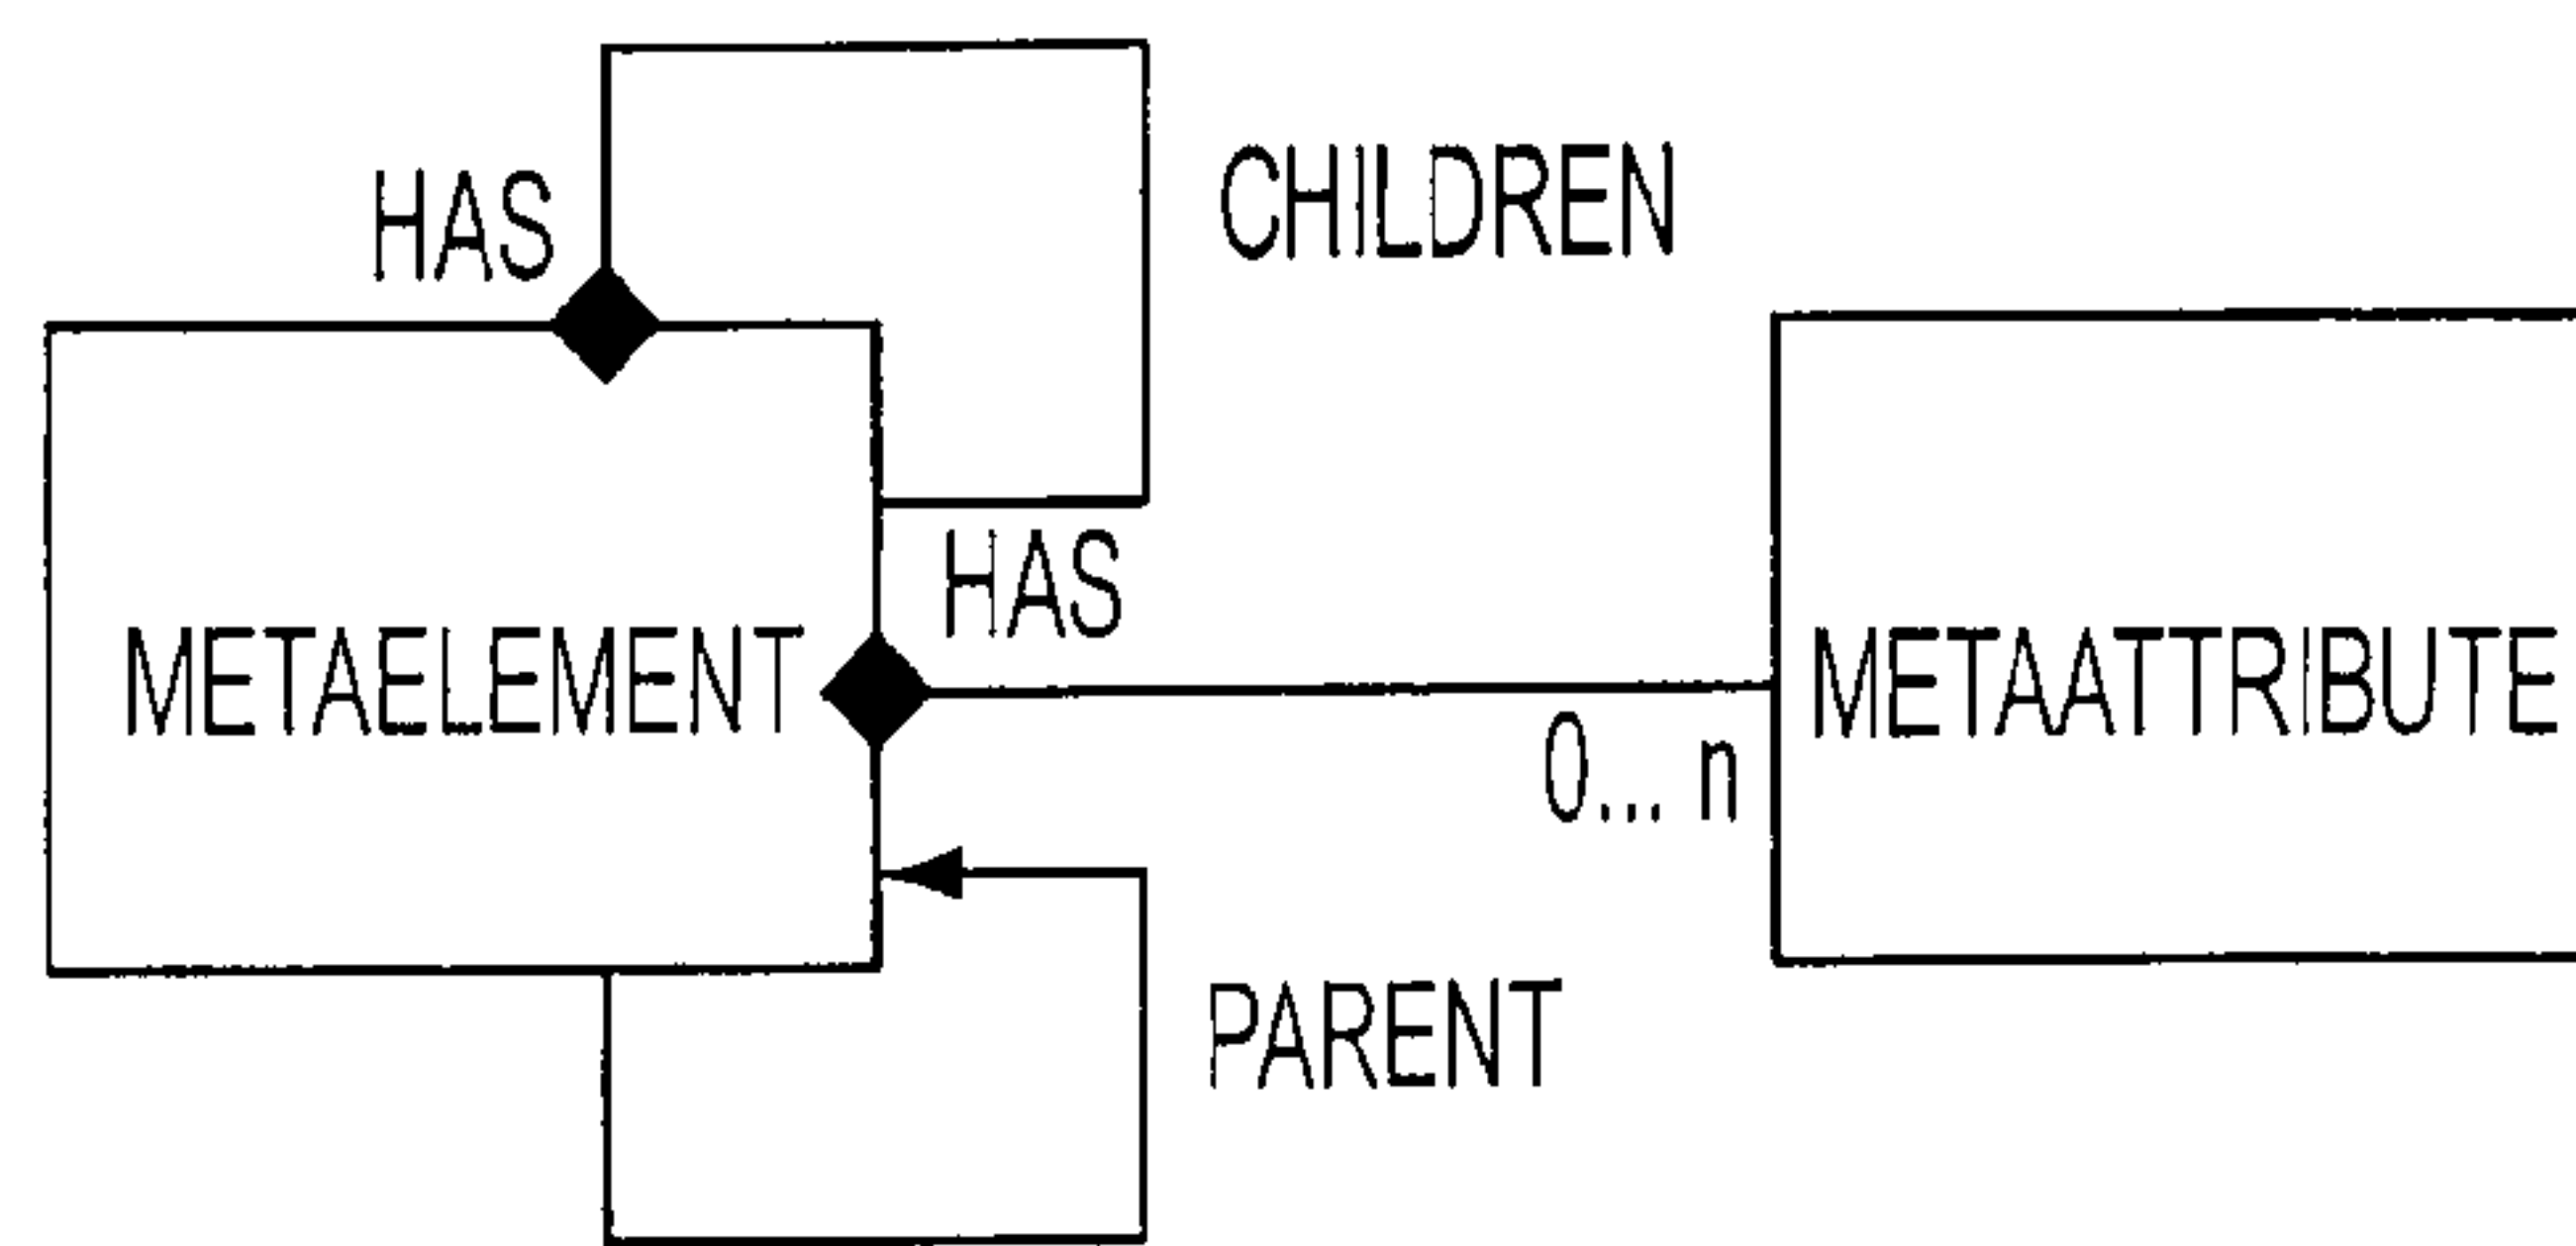 HAS
CHILDREN
HAS
METAELEMENT
METAATTRIBUTE
0... n
PARENT